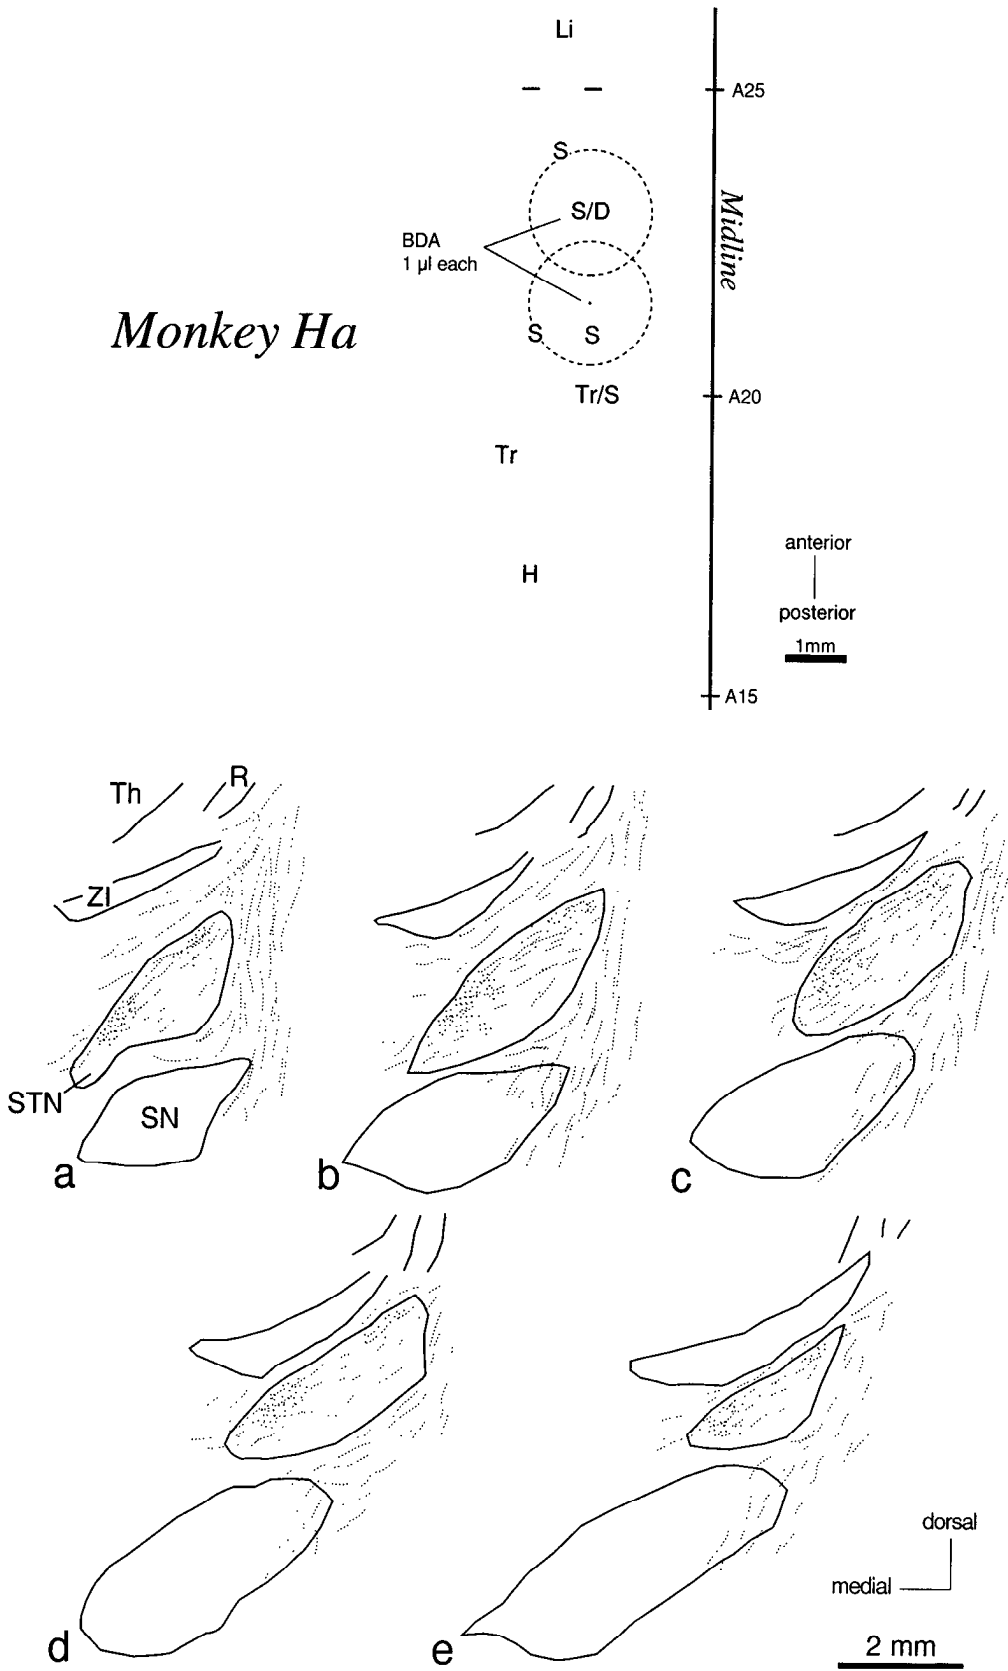 Li
A25
S
S/D
Midline
BDA
1 µl each
Monkey Ha
S S
Tr/S
A20
Tr
anterior
H
posterior
1mm
A15
Th R
ZI
STN
SN
a b c
dorsal
medial
d e
2 mm